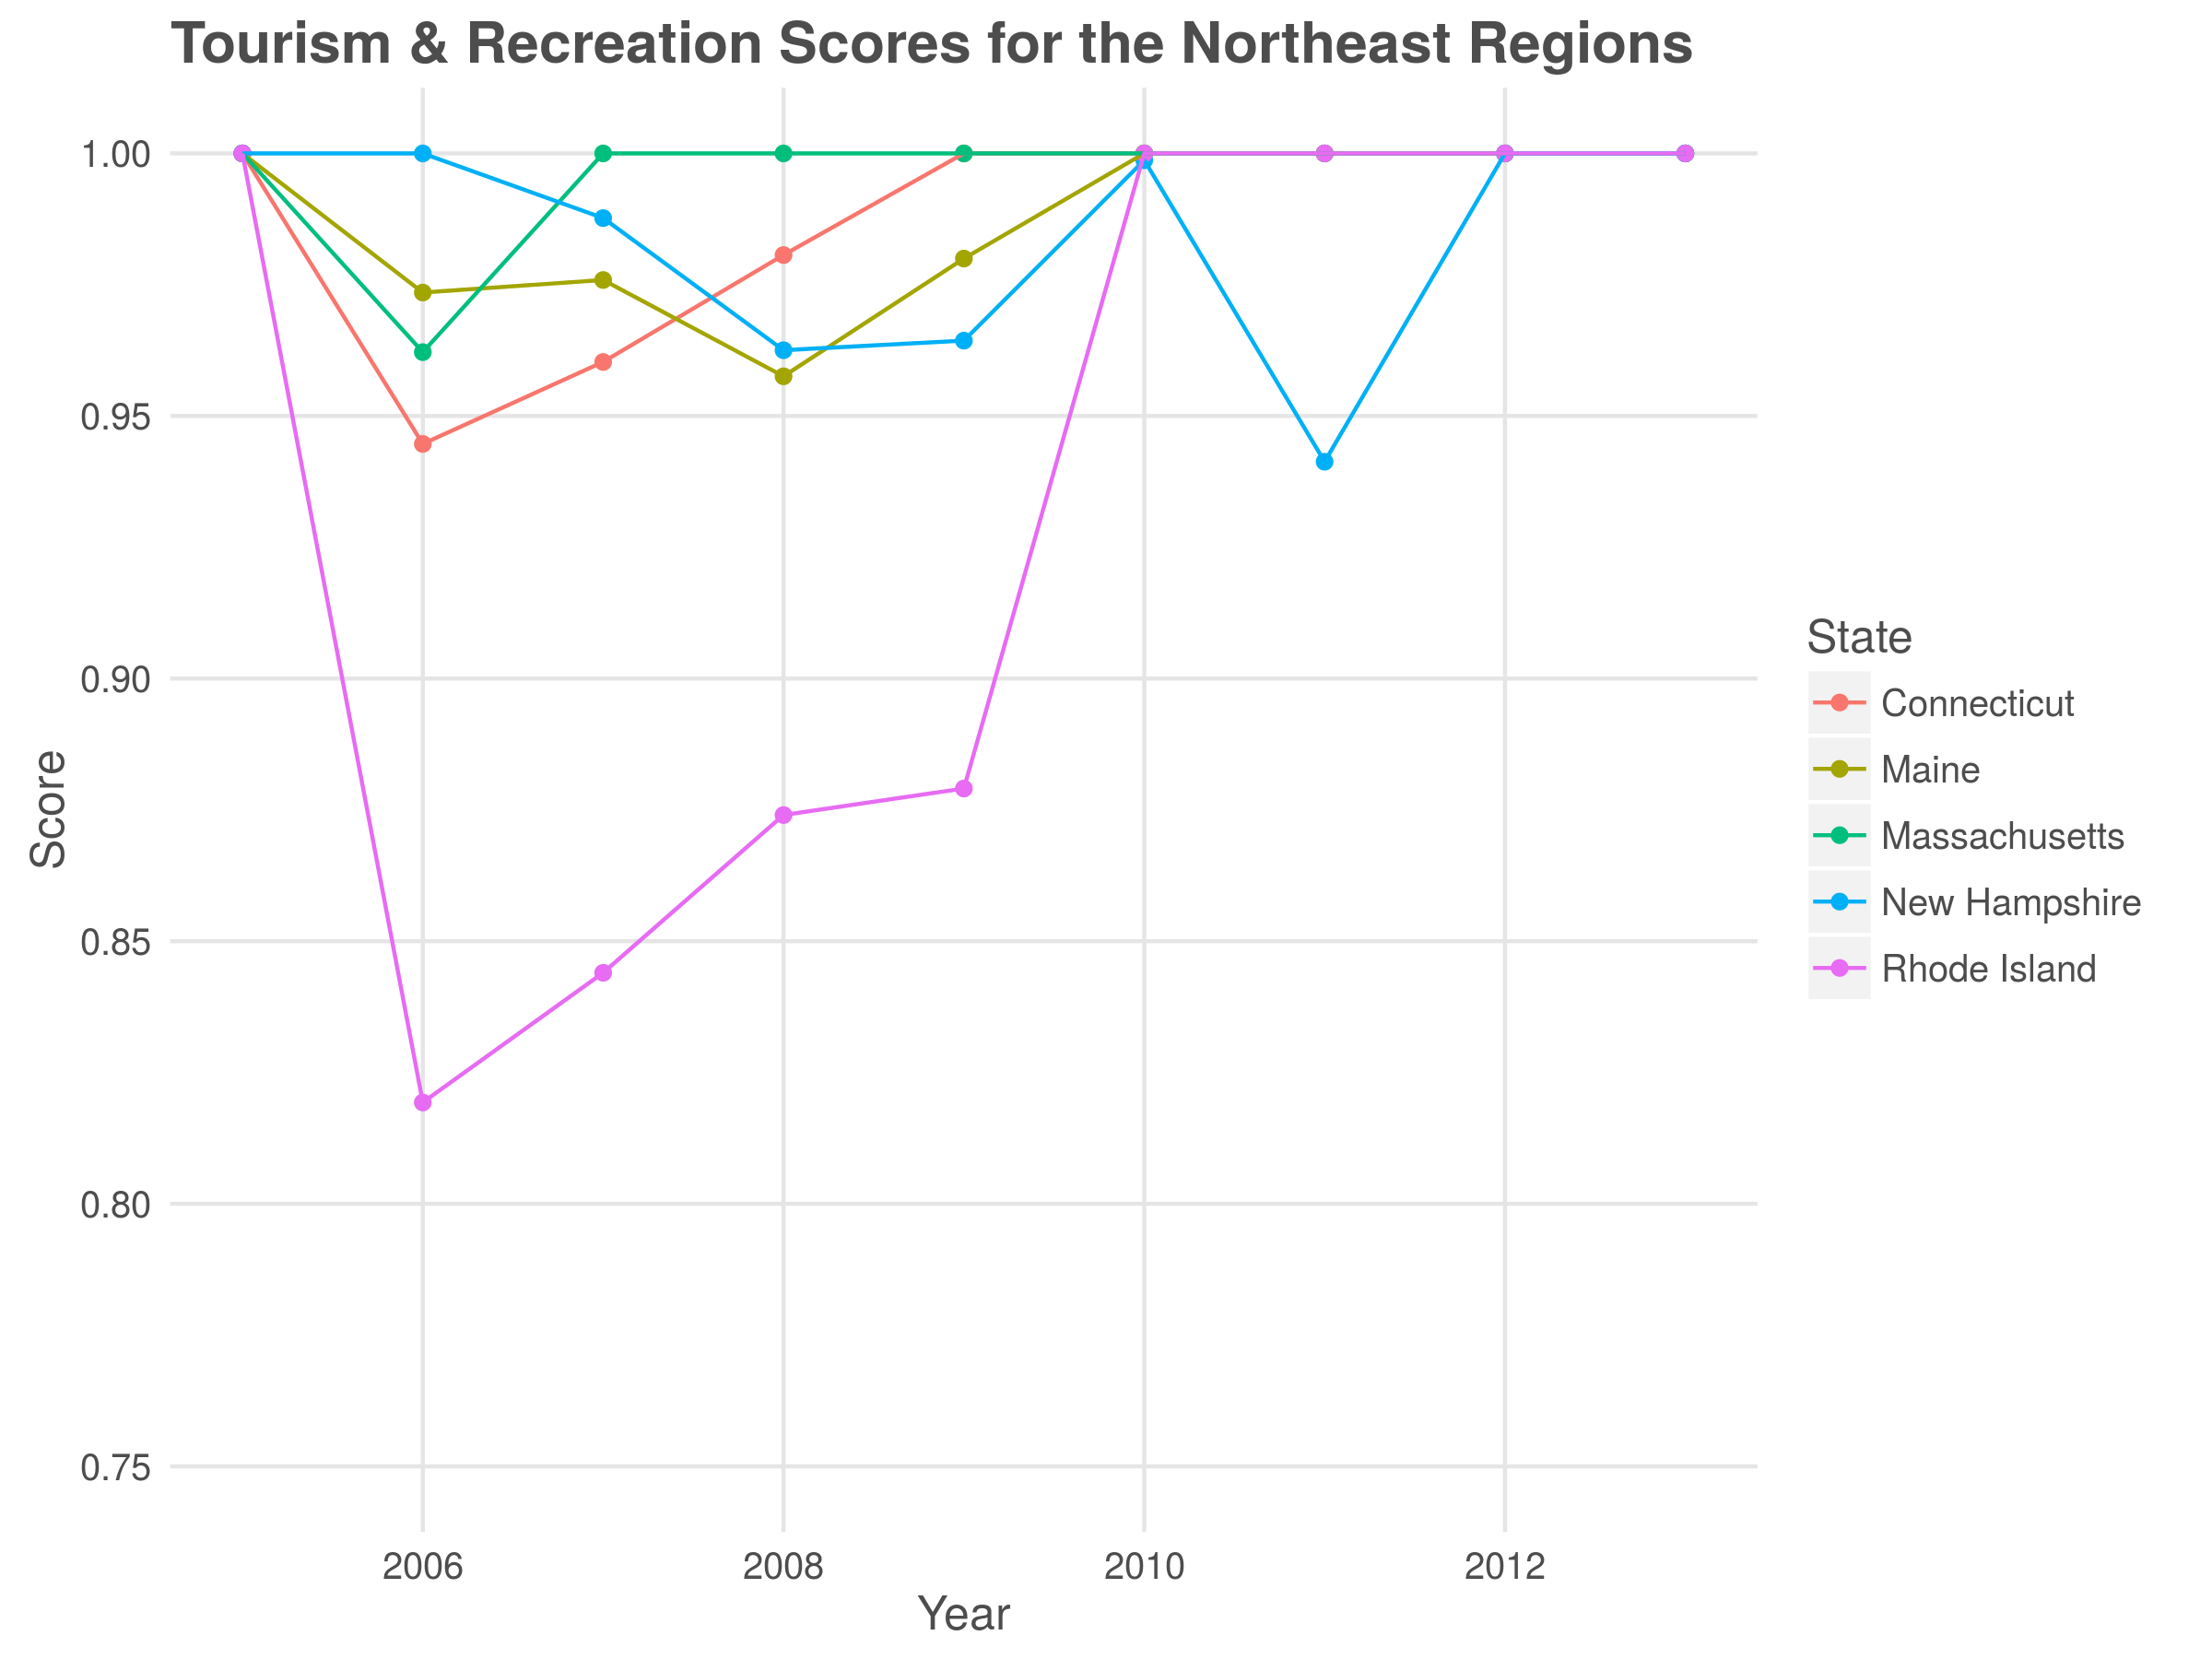 Tourism & Recreation Scores for the Northeast Regions
1.00
0.95
0.90
0.85
0.80
0.75
Score
2006
2008
2010
2012
Year
State
Connecticut
Maine
Massachusetts
New Hampshire
Rhode Island